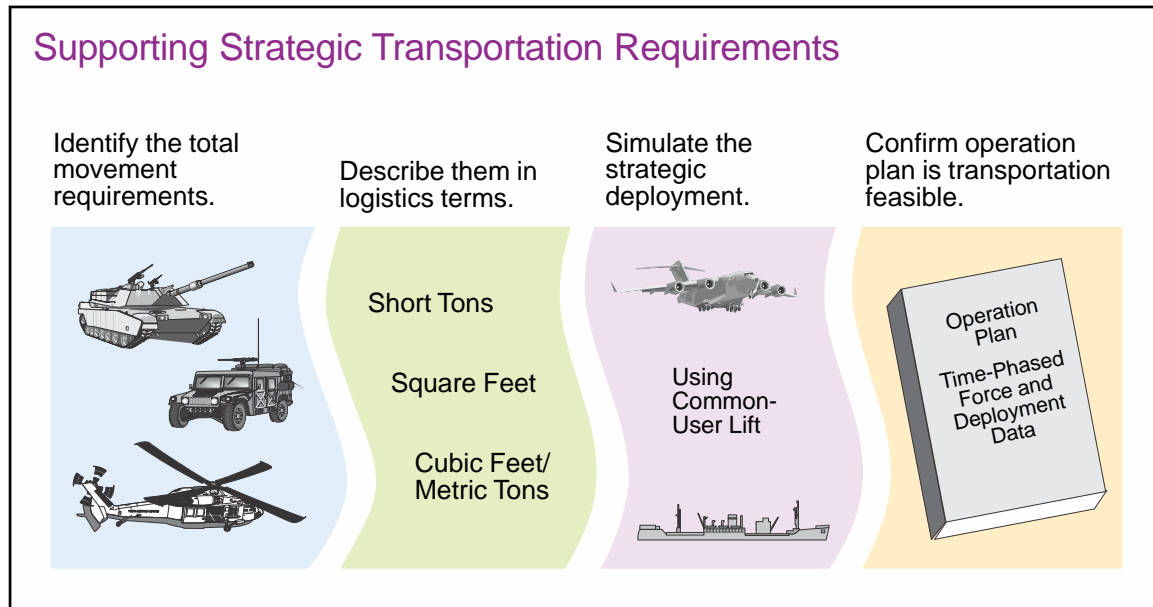 Supporting Strategic Transportation Requirements
Identify the total
movement
requirements.
Describe them in
logistics terms.
Simulate the
strategic
deployment.
Confirm operation
plan is transportation
feasible.
Short Tons
Square Feet
Cubic Feet/
Metric Tons
Using
Common-
User Lift
Operation
Plan
Time-Phased
Force and
Deployment
Data